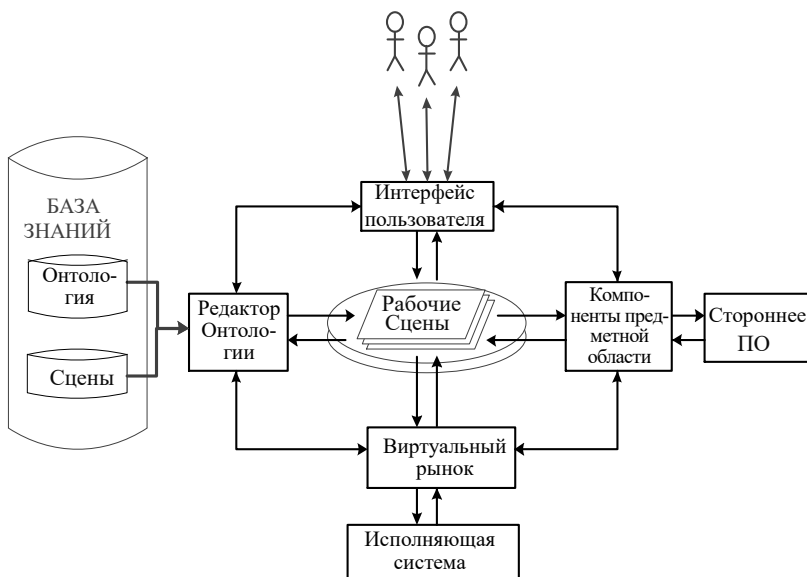 Интерфейс
пользователя
БАЗА
ЗНАНИЙ
Онтоло-
гия
Сцены
Редактор
Онтоло-
гии
Рабочие
Сцены
Компо-
ненты пред-
метной
области
Стороннее
ПО
Виртуальный
рынок
Исполняющая
система